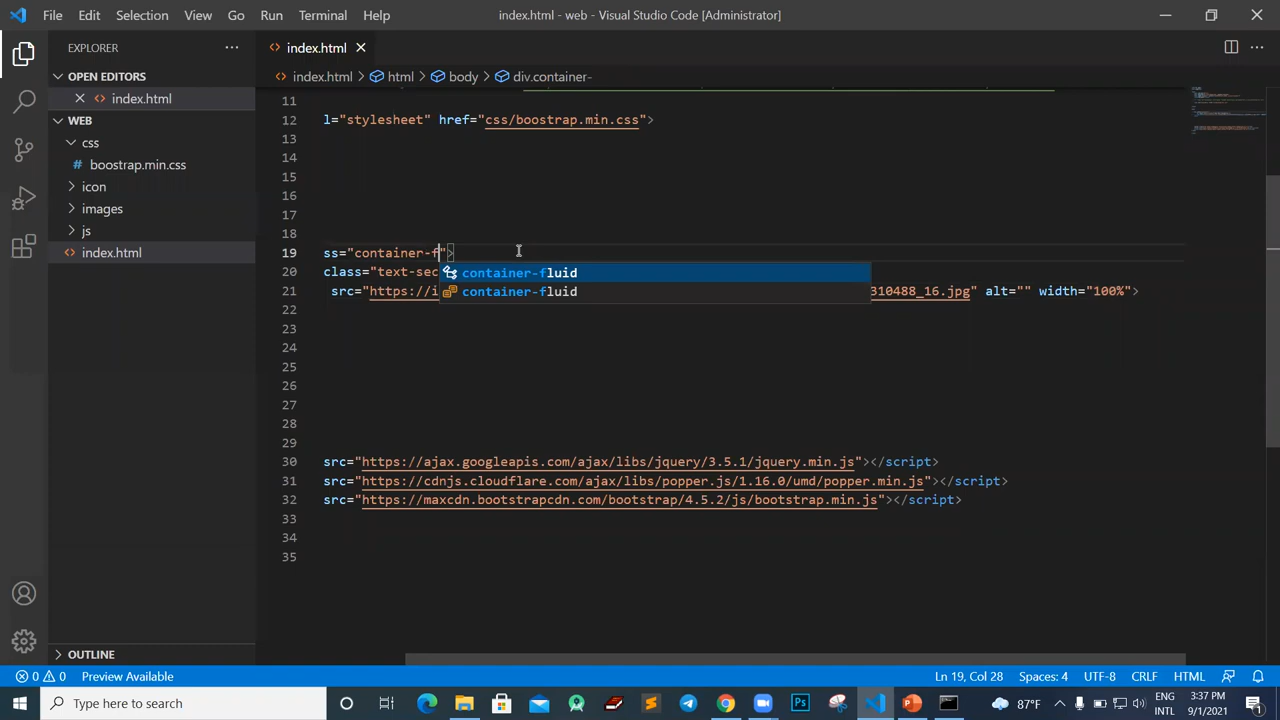 File Edit Selection View Go Run Terminal Help
index.html - web - Visual Studio Code [Administrator]
EXPLORER
index.html
OPEN EDITORS
index.html
WEB
css
boostrap.min.css
icon
images
js
index.html
OUTLINE
index.html > html > body > div.container-
11
12 l="stylesheet" href="css/boostrap.min.css">
13
14
15
16
17
18
19 ss="container-f">
container-fluid
container-fluid
20 class="text-sec
21 src="https://i 310488_16.jpg" alt="" width="100%">
22
23
24
25
26
27
28
29
30 src="https://ajax.googleapis.com/ajax/libs/jquery/3.5.1/jquery.min.js"></script>
31 src="https://cdnjs.cloudflare.com/ajax/libs/popper.js/1.16.0/umd/popper.min.js"></script>
32 src="https://maxcdn.bootstrapcdn.com/bootstrap/4.5.2/js/bootstrap.min.js"></script>
33
34
35
0 0 Preview Available
Ln 19, Col 28 Spaces: 4 UTF-8 CRLF HTML
Type here to search
Ps
87°F
ENG
INTL
3:37 PM
9/1/2021